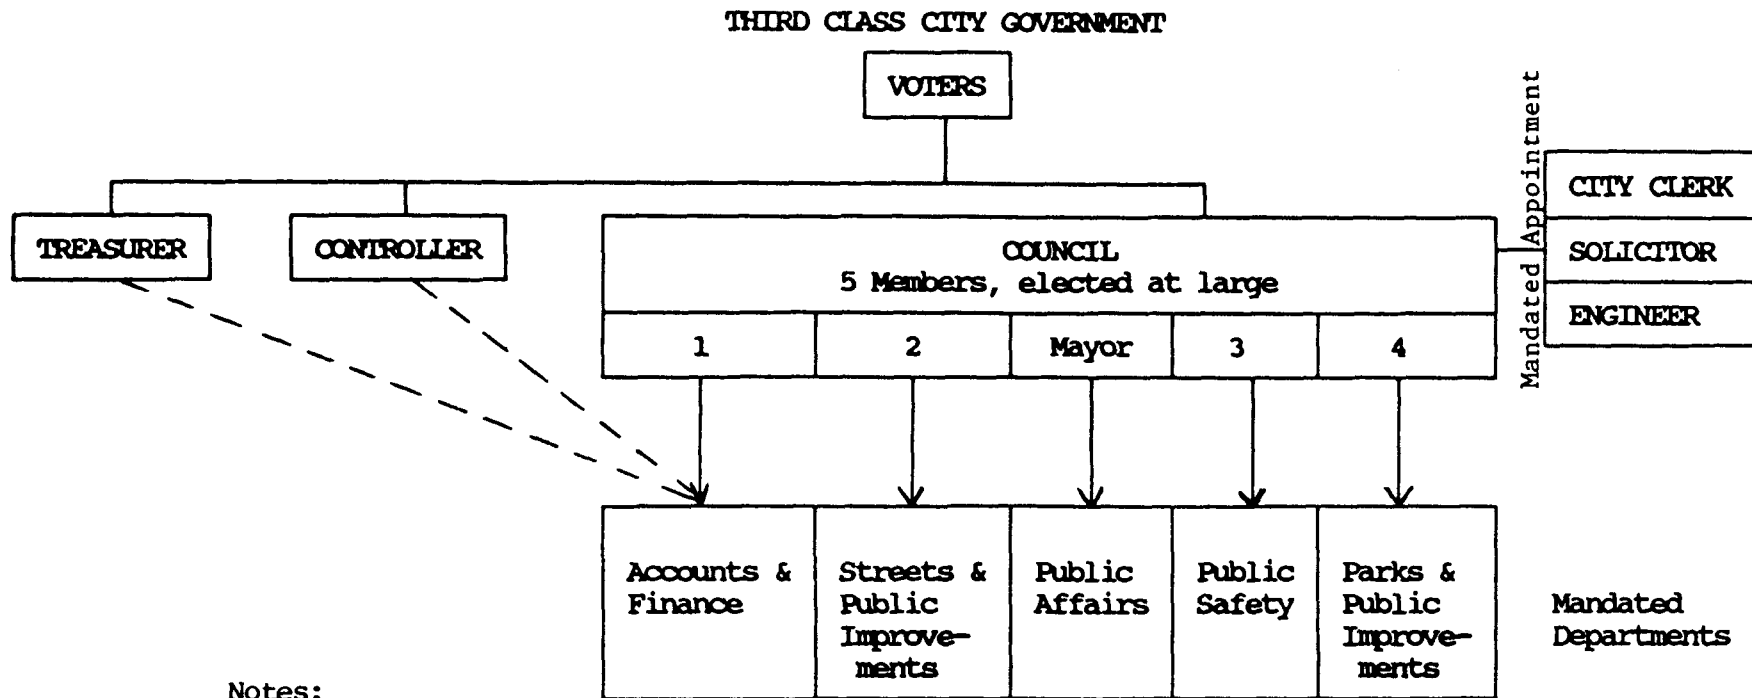 THIRD CLASS CITY GOVERNMENT
VOTERS
Mandated Appointment
CITY CLERK
SOLICITOR
ENGINEER
TREASURER
CONTROLLER
COUNCIL
5 Members, elected at large
1
2
Mayor
3
4
Accounts &
Finance
Streets &
Public
Improve-
ments
Public
Affairs
Public
Safety
Parks &
Public
Improve-
ments
Mandated
Departments
Notes: